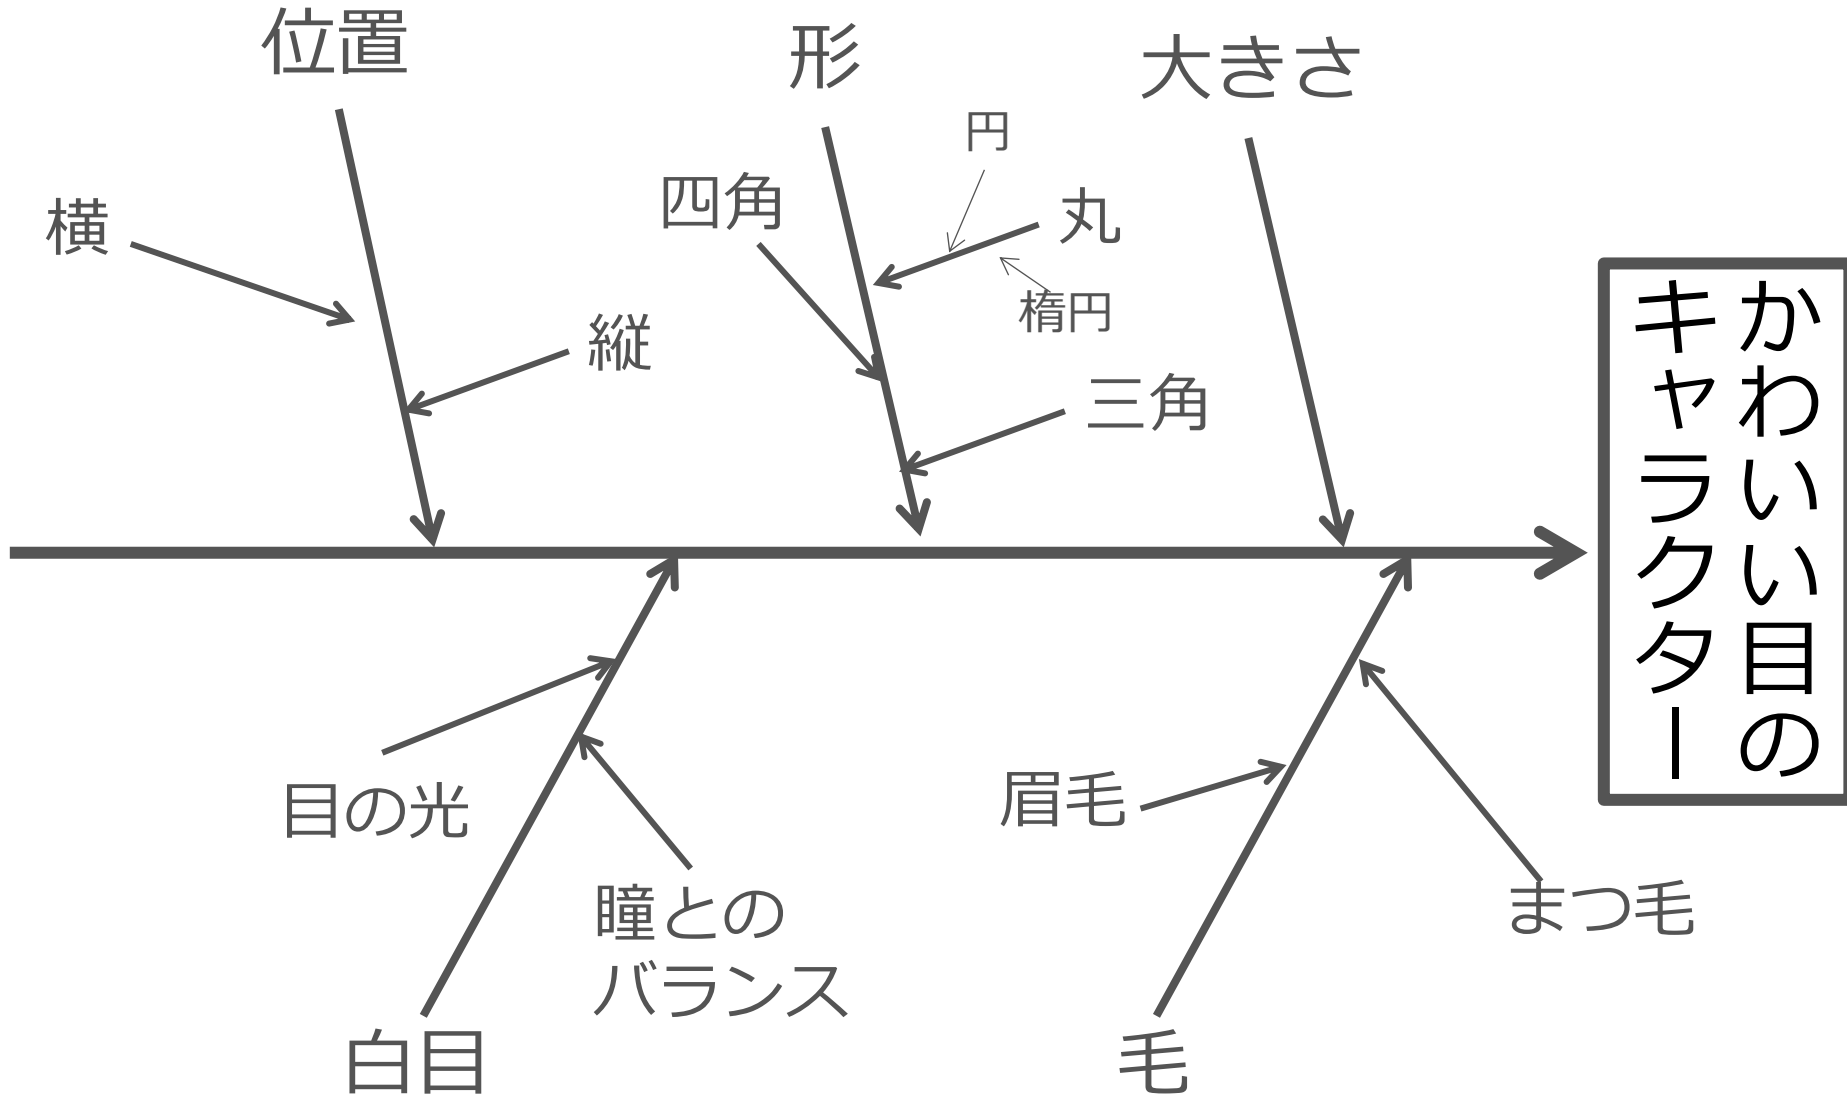 位置
形
大きさ
円
四角
丸
横
楕円
縦
三角
かわいい目の
キャラクター
目の光
眉毛
瞳との
バランス
まつ毛
白目
毛